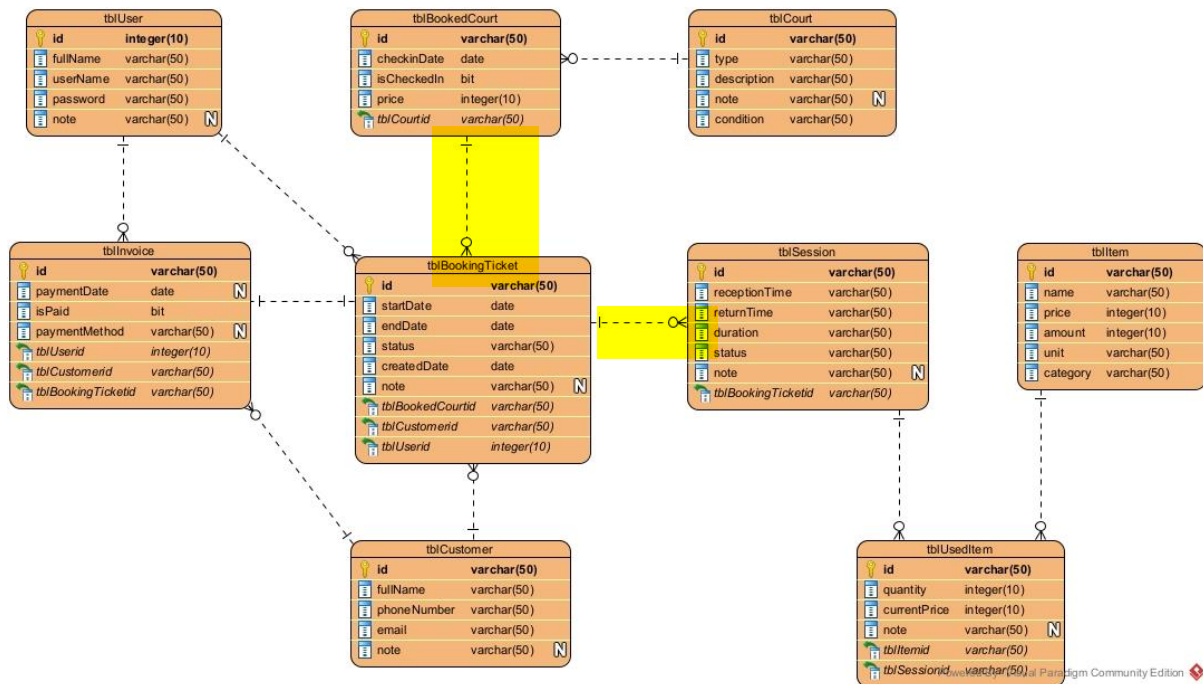 tblUser
id integer(10)
fullName varchar(50)
userName varchar(50)
password varchar(50)
note varchar(50) N
tblBookedCourt
id varchar(50)
checkinDate date
isCheckedIn bit
price integer(10)
tblCourtid varchar(50)
tblCourt
id varchar(50)
type varchar(50)
description varchar(50)
note varchar(50) N
condition varchar(50)
tblInvoice
id varchar(50)
paymentDate date N
isPaid bit
paymentMethod varchar(50) N
tblUserid integer(10)
tblCustomerid varchar(50)
tblBookingTicketid varchar(50)
tblBookingTicket
id varchar(50)
startDate date
endDate date
status varchar(50)
createdDate date
note varchar(50) N
tblBookedCourtid varchar(50)
tblCustomerid varchar(50)
tblUserid integer(10)
tblSession
id varchar(50)
receptionTime varchar(50)
returnTime varchar(50)
duration varchar(50)
status varchar(50)
note varchar(50) N
tblBookingTicketid varchar(50)
tblItem
id varchar(50)
name varchar(50)
price integer(10)
amount integer(10)
unit varchar(50)
category varchar(50)
tblCustomer
id varchar(50)
fullName varchar(50)
phoneNumber varchar(50)
email varchar(50)
note varchar(50) N
tblUsedItem
id varchar(50)
quantity integer(10)
currentPrice integer(10)
note varchar(50) N
tblItemid varchar(50)
tblSessionid varchar(50)
Powered By Visual Paradigm Community Edition